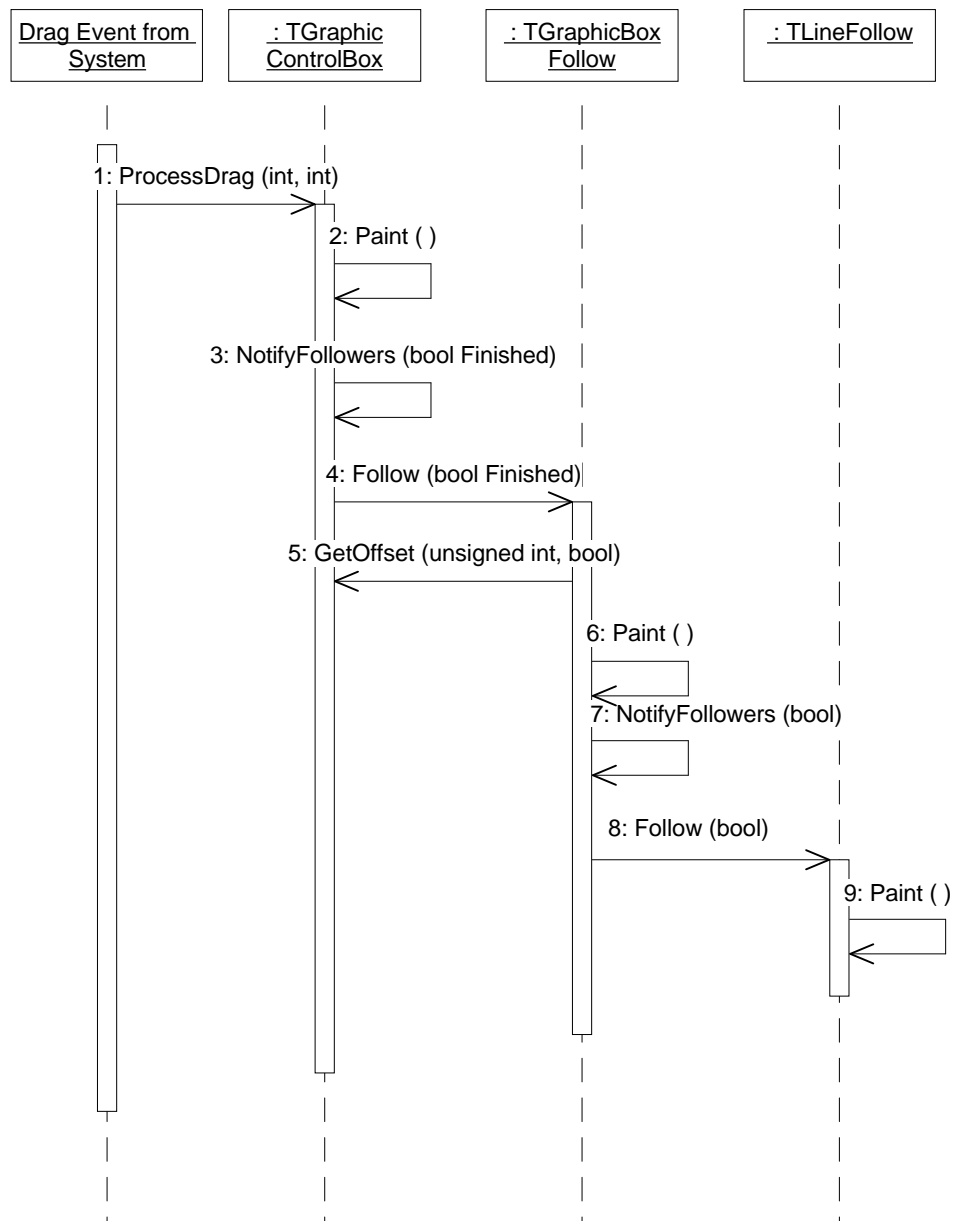 Drag Event from
System
: TGraphic
ControlBox
: TGraphicBox
Follow
: TLineFollow
1: ProcessDrag (int, int)
2: Paint ( )
3: NotifyFollowers (bool Finished)
4: Follow (bool Finished)
5: GetOffset (unsigned int, bool)
6: Paint ( )
7: NotifyFollowers (bool)
8: Follow (bool)
9: Paint ( )